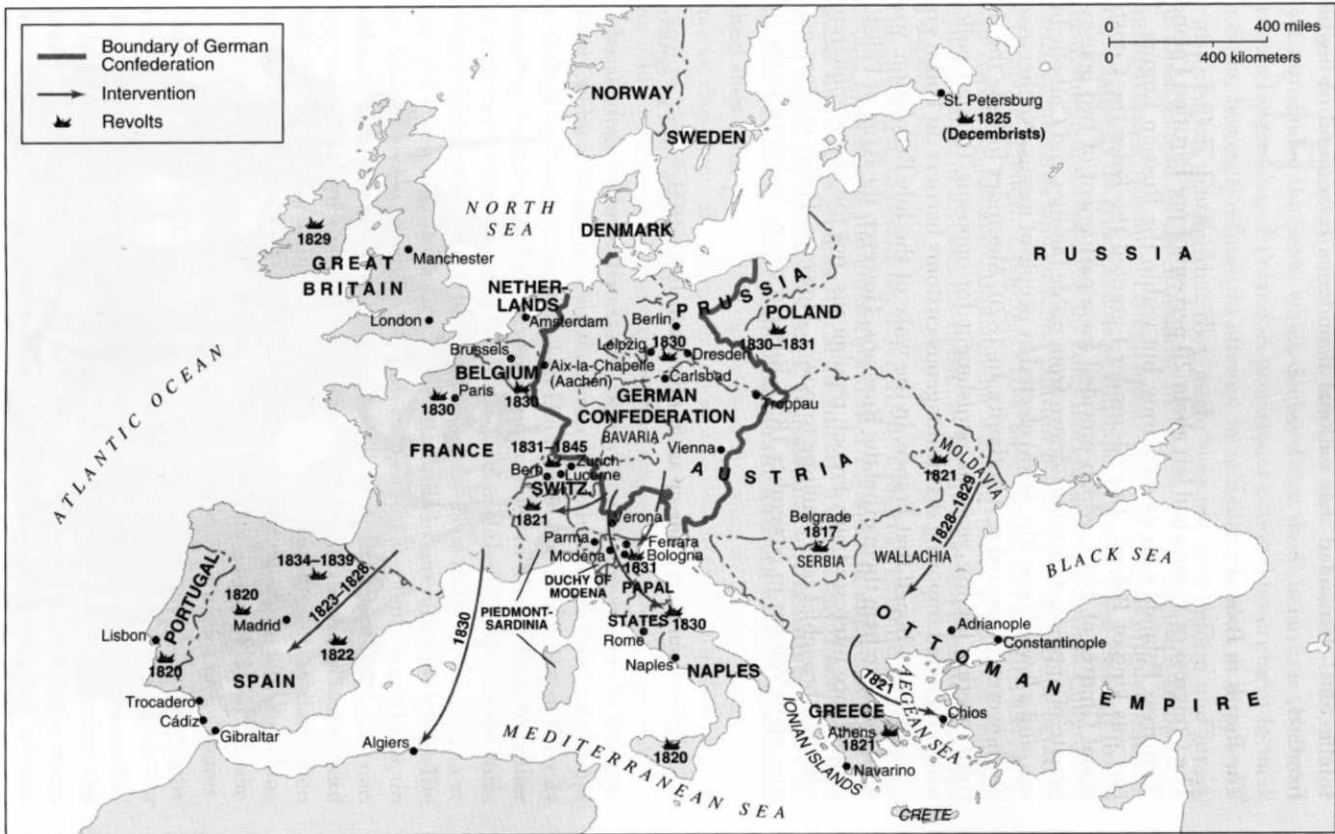 Boundary of German
Confederation
Intervention
Revolts
0 400 miles
0 400 kilometers
NORWAY
SWEDEN
St. Petersburg
1825
(Decembrists)
NORTH
SEA
DENMARK
1829
GREAT
BRITAIN
Manchester
London
NETHER-
LANDS
Amsterdam
PRUSSIA
RUSSIA
Berlin
1830
POLAND
1830–1831
Leipzig
Dresden
Brussels
BELGIUM
1830
Aix-la-Chapelle
(Aachen)
Carlsbad
GERMAN
CONFEDERATION
Troppau
Paris
1830
ATLANTIC OCEAN
FRANCE
BAVARIA
Vienna
AUSTRIA
1831–1845
Zurich
Bern
Lucerne
SWITZ.
1821
MOLDAVIA
1821
1828–1829
Verona
Parma
Modena
Ferrara
Bologna
1831
Belgrade
1817
SERBIA
WALLACHIA
BLACK SEA
DUCHY OF
MODENA
PAPAL
STATES
1830
Rome
PIEDMONT-
SARDINIA
Naples
NAPLES
PORTUGAL
1834–1839
1823–1828
1820
Madrid
1822
Lisbon
1820
SPAIN
Trocadero
Cádiz
Gibraltar
1830
Algiers
MEDITERRANEAN SEA
1820
OTTOMAN EMPIRE
Adrianople
Constantinople
1821
AEGEAN SEA
Chios
GREECE
Athens
1821
IONIAN ISLANDS
Navarino
CRETE